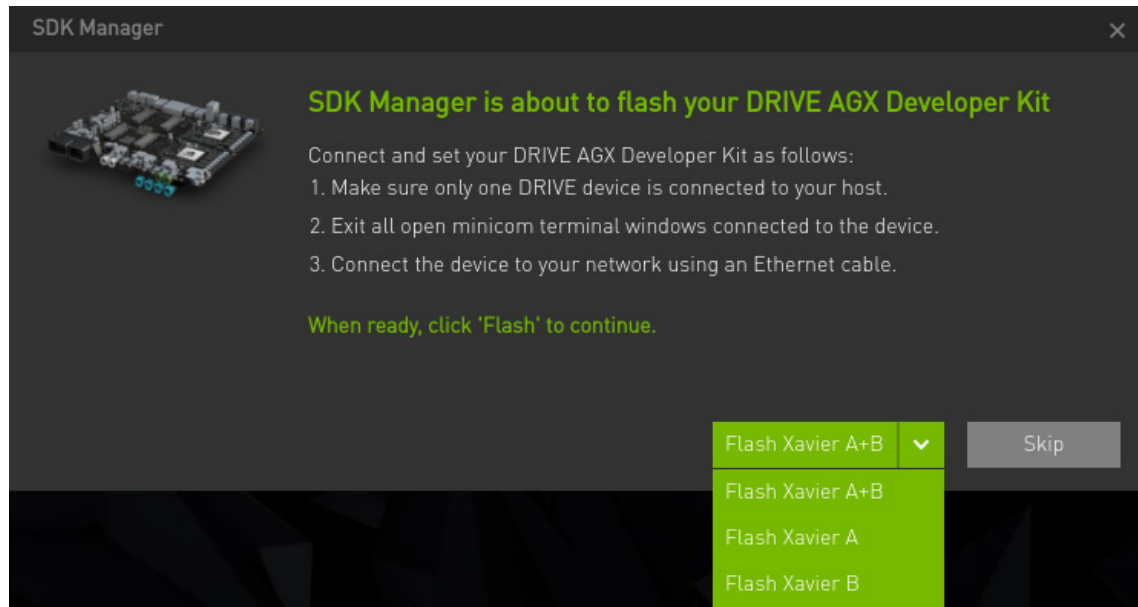 SDK Manager
SDK Manager is about to flash your DRIVE AGX Developer Kit
Connect and set your DRIVE AGX Developer Kit as follows:
1. Make sure only one DRIVE device is connected to your host.
2. Exit all open minicom terminal windows connected to the device.
3. Connect the device to your network using an Ethernet cable.
When ready, click 'Flash' to continue.
Flash Xavier A+B
Skip
Flash Xavier A+B
Flash Xavier A
Flash Xavier B